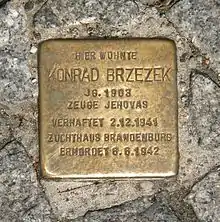 HIER WOHNTE
KONRAD BRZEZEK
JG. 1903
ZEUGE JEHOVAS
VERHAFTET 2.12.1941
ZUCHTHAUS BRANDENBURG
ERMORDET 6.6.1942